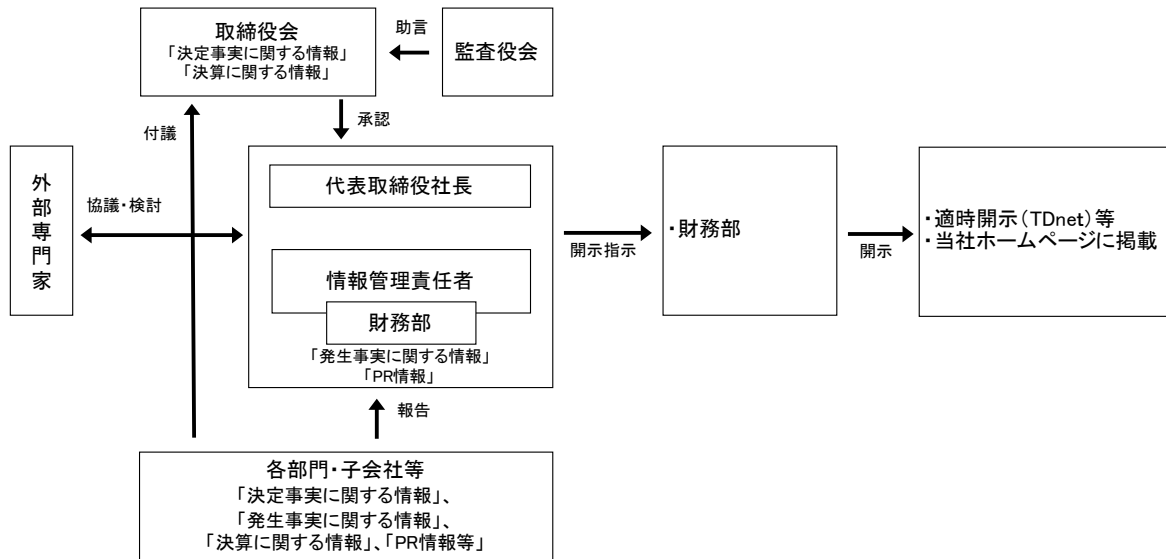 取締役会
「決定事実に関する情報」
「決算に関する情報」
助言
監査役会
付議
承認
外部専門家
協議・検討
代表取締役社長
情報管理責任者
財務部
「発生事実に関する情報」
「PR情報」
開示指示
・財務部
開示
・適時開示（TDnet）等
・当社ホームページに掲載
報告
各部門・子会社等
「決定事実に関する情報」、
「発生事実に関する情報」、
「決算に関する情報」、「PR情報等」